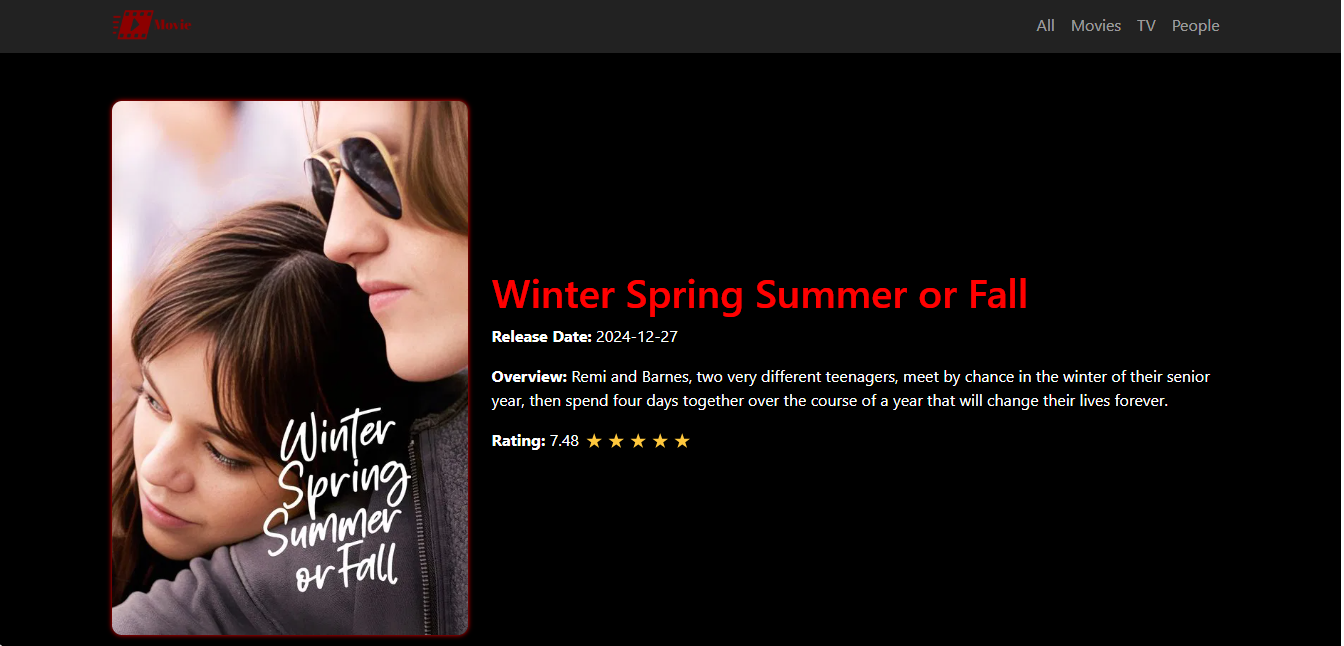 Movie
All Movies TV People
Winter
Spring
Summer
or Fall
Winter Spring Summer or Fall
Release Date: 2024-12-27
Overview: Remi and Barnes, two very different teenagers, meet by chance in the winter of their senior
year, then spend four days together over the course of a year that will change their lives forever.
Rating: 7.48 ★ ★ ★ ★ ★